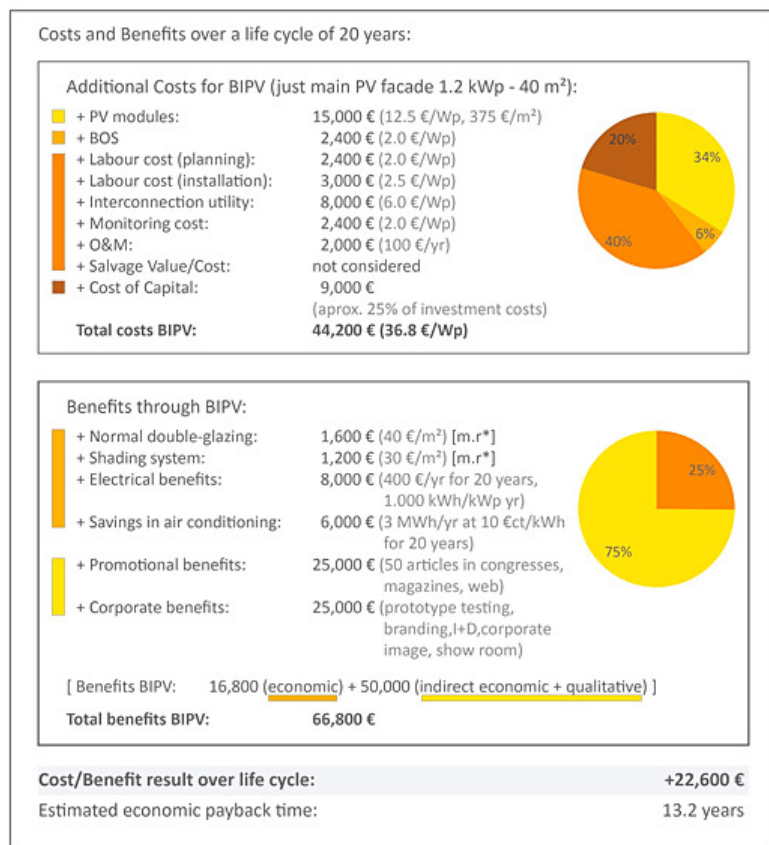 Costs and Benefits over a life cycle of 20 years:
Additional Costs for BIPV (just main PV facade 1.2 kWp - 40 m²):
+ PV modules: 15,000 € (12.5 €/Wp, 375 €/m²)
+ BOS 2,400 € (2.0 €/Wp)
+ Labour cost (planning): 2,400 € (2.0 €/Wp)
+ Labour cost (installation): 3,000 € (2.5 €/Wp)
+ Interconnection utility: 8,000 € (6.0 €/Wp)
+ Monitoring cost: 2,400 € (2.0 €/Wp)
+ O&M: 2,000 € (100 €/yr)
+ Salvage Value/Cost: not considered
+ Cost of Capital: 9,000 €
(aprox. 25% of investment costs)
Total costs BIPV: 44,200 € (36.8 €/Wp)
20%
34%
6%
40%
Benefits through BIPV:
+ Normal double-glazing: 1,600 € (40 €/m²) [m.r*]
+ Shading system: 1,200 € (30 €/m²) [m.r*]
+ Electrical benefits: 8,000 € (400 €/yr for 20 years,
1.000 kWh/kWp yr)
+ Savings in air conditioning: 6,000 € (3 MWh/yr at 10 €ct/kWh
for 20 years)
+ Promotional benefits: 25,000 € (50 articles in congresses,
magazines, web)
+ Corporate benefits: 25,000 € (prototype testing,
branding,I+D,corporate
image, show room)
25%
75%
[ Benefits BIPV: 16,800 (economic) + 50,000 (indirect economic + qualitative) ]
Total benefits BIPV: 66,800 €
Cost/Benefit result over life cycle: +22,600 €
Estimated economic payback time: 13.2 years